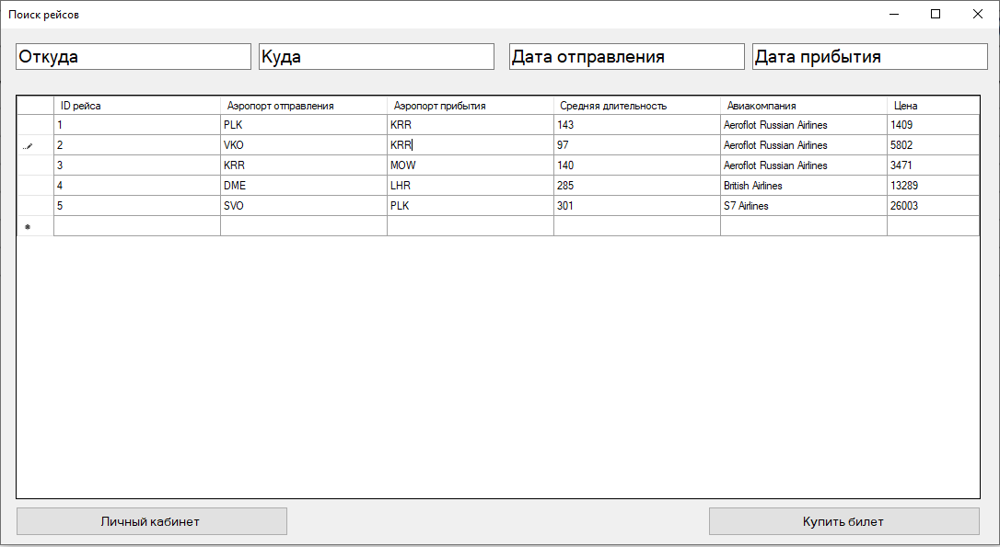 Поиск рейсов
Откуда Куда Дата отправления Дата прибытия
ID рейса Аэропорт отправления Аэропорт прибытия Средняя длительность Авиакомпания Цена
1 PLK KRR 143 Aeroflot Russian Airlines 1409
2 VKO KRR 97 Aeroflot Russian Airlines 5802
3 KRR MOW 140 Aeroflot Russian Airlines 3471
4 DME LHR 285 British Airlines 13289
5 SVO PLK 301 S7 Airlines 26003
Личный кабинет Купить билет